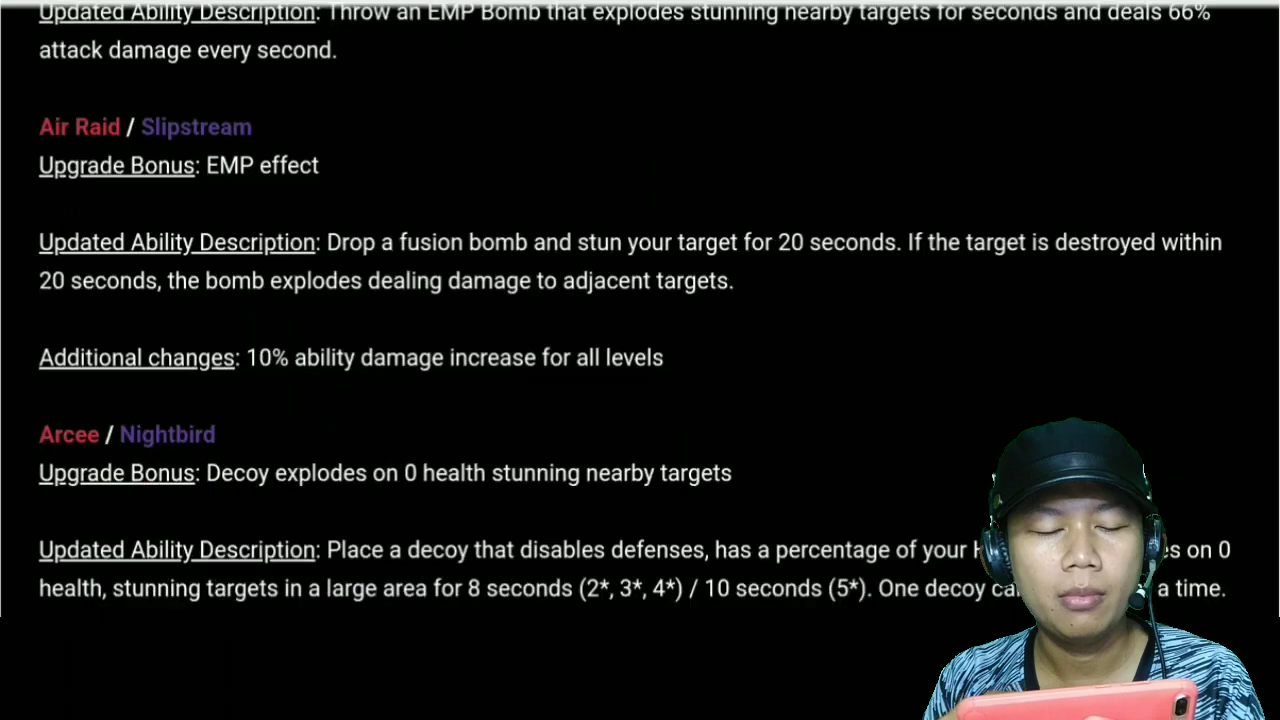 Updated Ability Description: Throw an EMP Bomb that explodes stunning nearby targets for seconds and deals 66%
attack damage every second.
Air Raid / Slipstream
Upgrade Bonus: EMP effect
Updated Ability Description: Drop a fusion bomb and stun your target for 20 seconds. If the target is destroyed within
20 seconds, the bomb explodes dealing damage to adjacent targets.
Additional changes: 10% ability damage increase for all levels
Arcee / Nightbird
Upgrade Bonus: Decoy explodes on 0 health stunning nearby targets
Updated Ability Description: Place a decoy that disables defenses, has a percentage of your on 0
health, stunning targets in a large area for 8 seconds (2*, 3*, 4*) / 10 seconds (5*). One decoy a time.